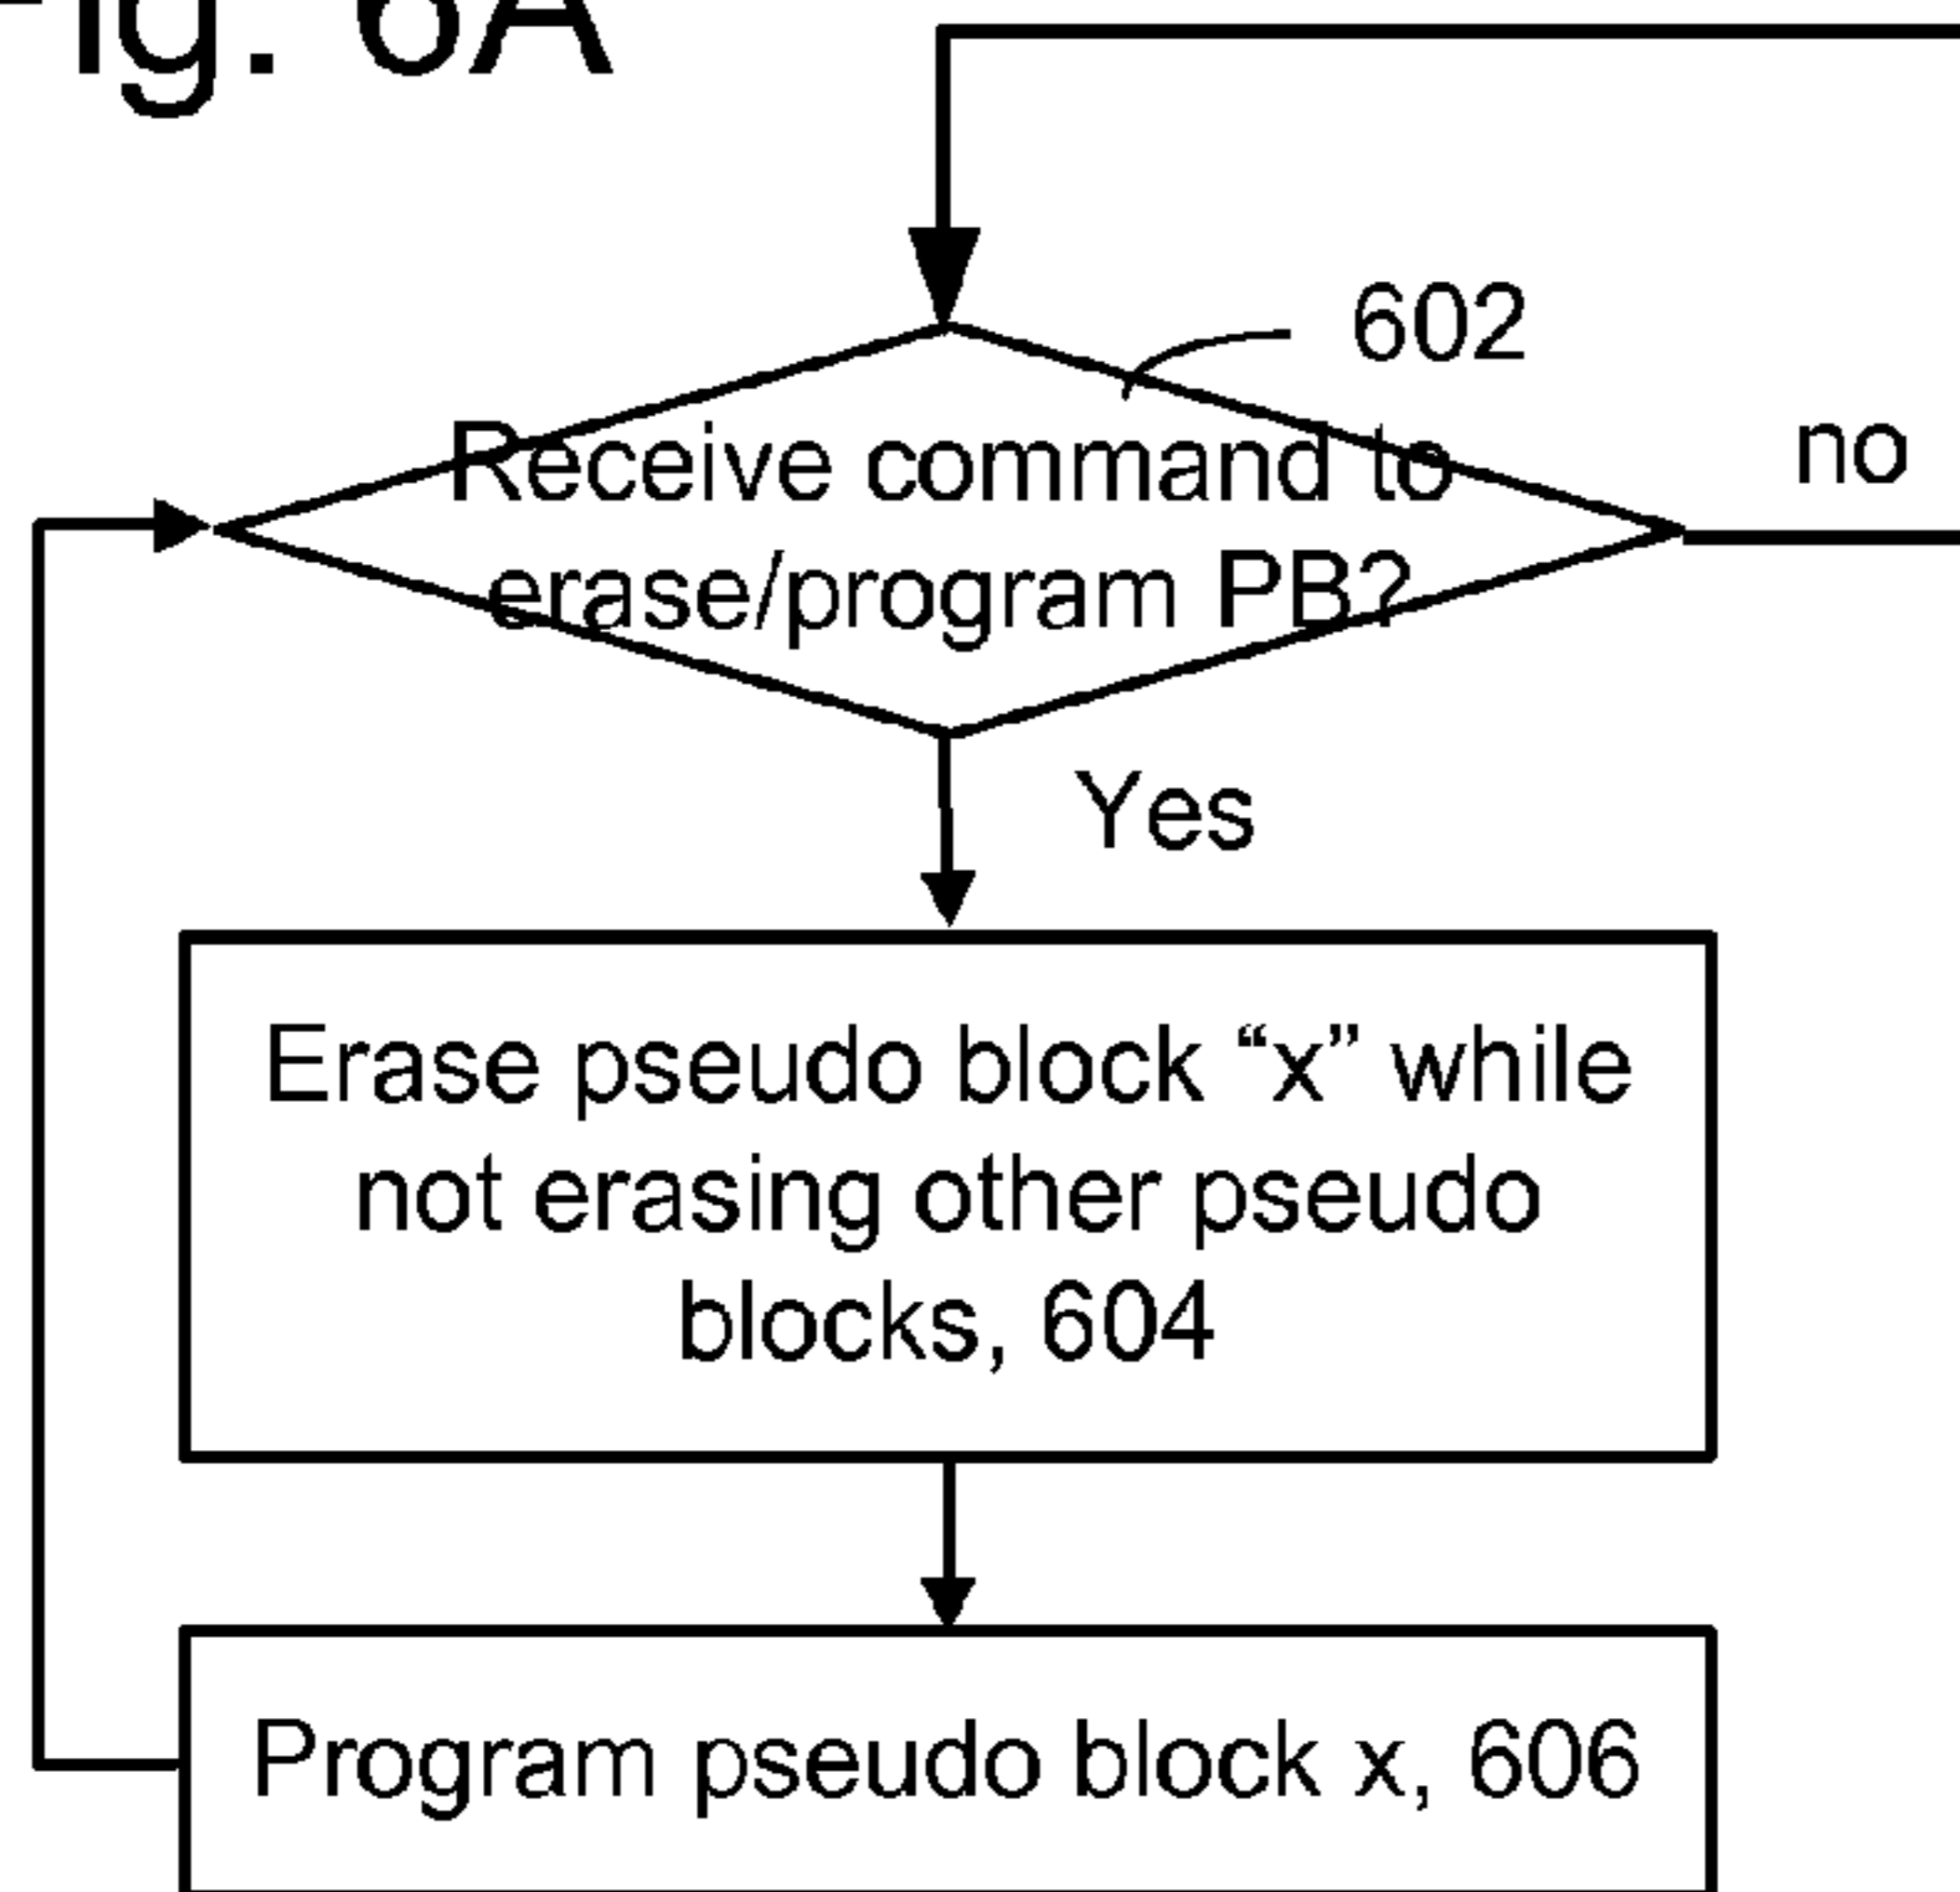 Fig. 6A
602
Receive command to
erase/program PB?
no
Yes
Erase pseudo block “x” while
not erasing other pseudo
blocks, 604
Program pseudo block x, 606